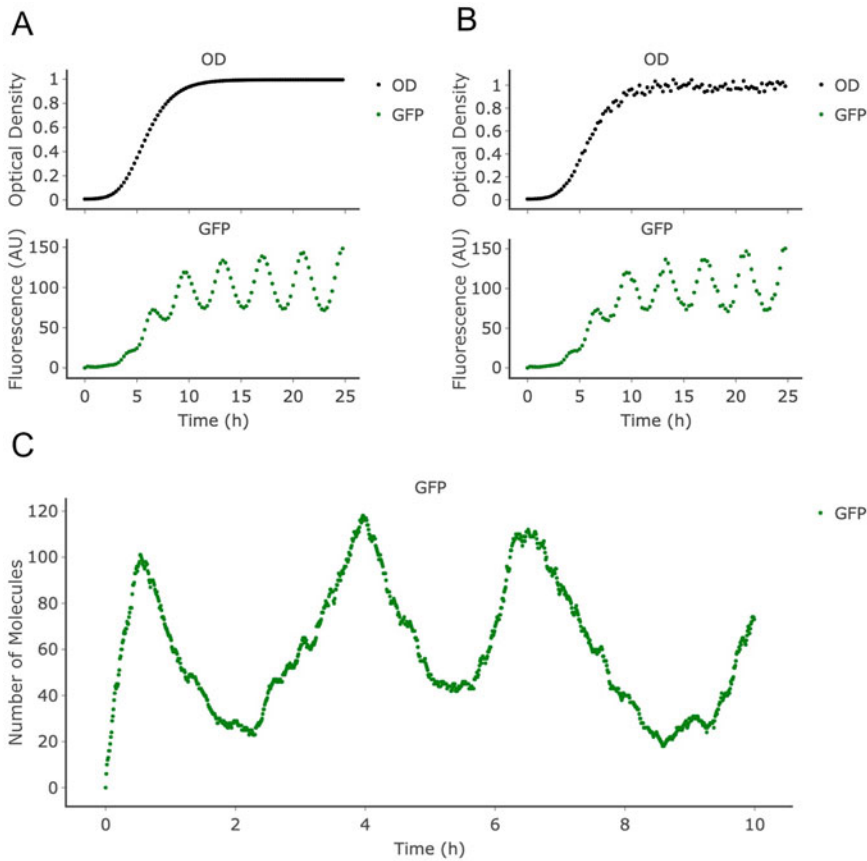 A
OD
Optical Density
1
0.8
0.6
0.4
0.2
0
OD
GFP
GFP
Fluorescence (AU)
150
100
50
0
0 5 10 15 20 25
Time (h)
B
OD
Optical Density
1
0.8
0.6
0.4
0.2
0
OD
GFP
GFP
Fluorescence (AU)
150
100
50
0
0 5 10 15 20 25
Time (h)
C
GFP
Number of Molecules
120
100
80
60
40
20
0
GFP
0 2 4 6 8 10
Time (h)